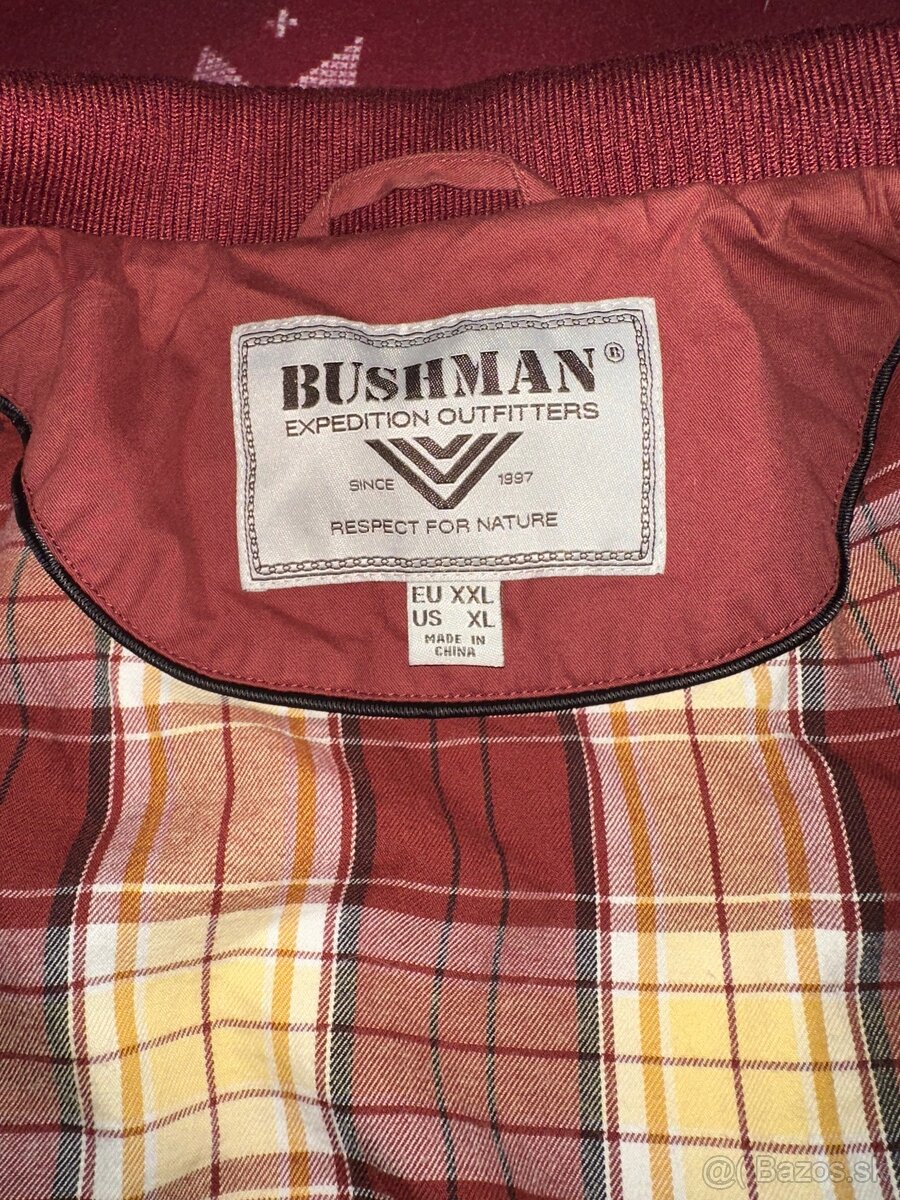 BUSHMAN®
EXPEDITION OUTFITTERS
SINCE 1997
RESPECT FOR NATURE
EU XXL
US XL
MADE IN
CHINA
@(Bazos.sk